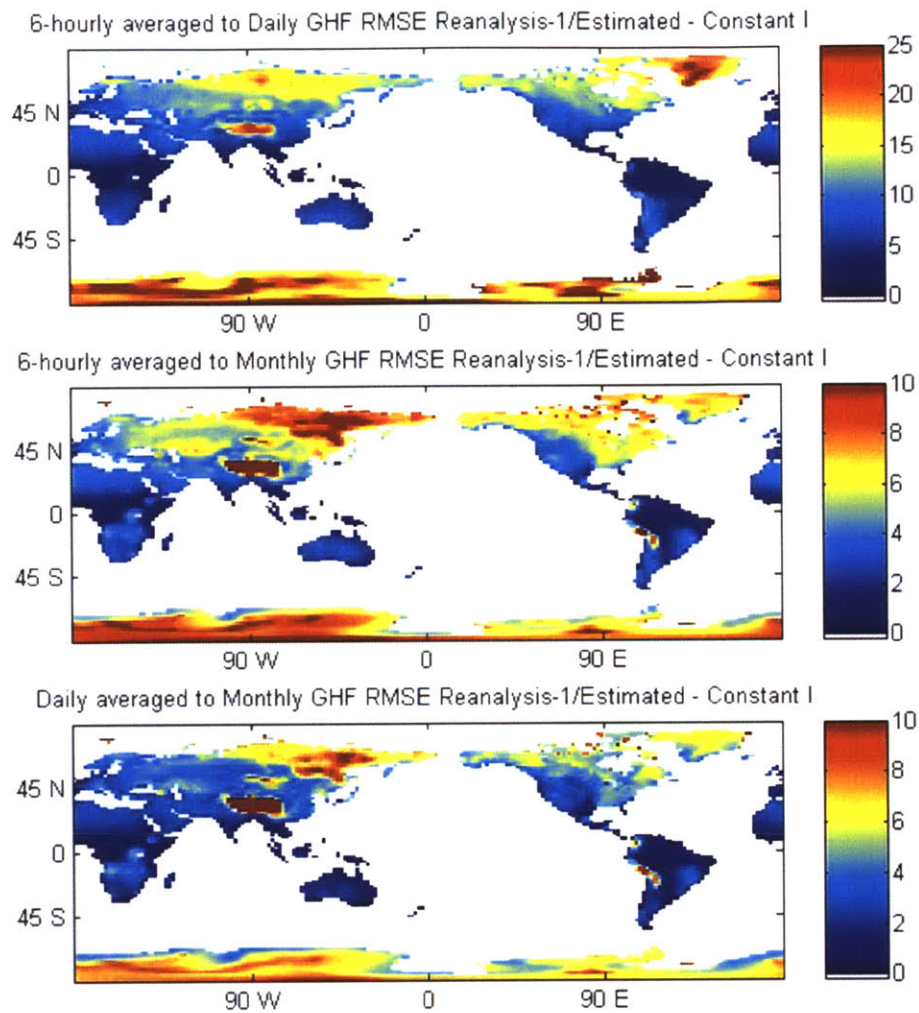 6-hourly averaged to Daily GHF RMSE Reanalysis-1/Estimated - Constant I
45 N
0
45 S
90 W
0
90 E
25
20
15
10
5
0
6-hourly averaged to Monthly GHF RMSE Reanalysis-1/Estimated - Constant I
45 N
0
45 S
90 W
0
90 E
10
8
6
4
2
0
Daily averaged to Monthly GHF RMSE Reanalysis-1/Estimated - Constant I
45 N
0
45 S
90 W
0
90 E
10
8
6
4
2
0